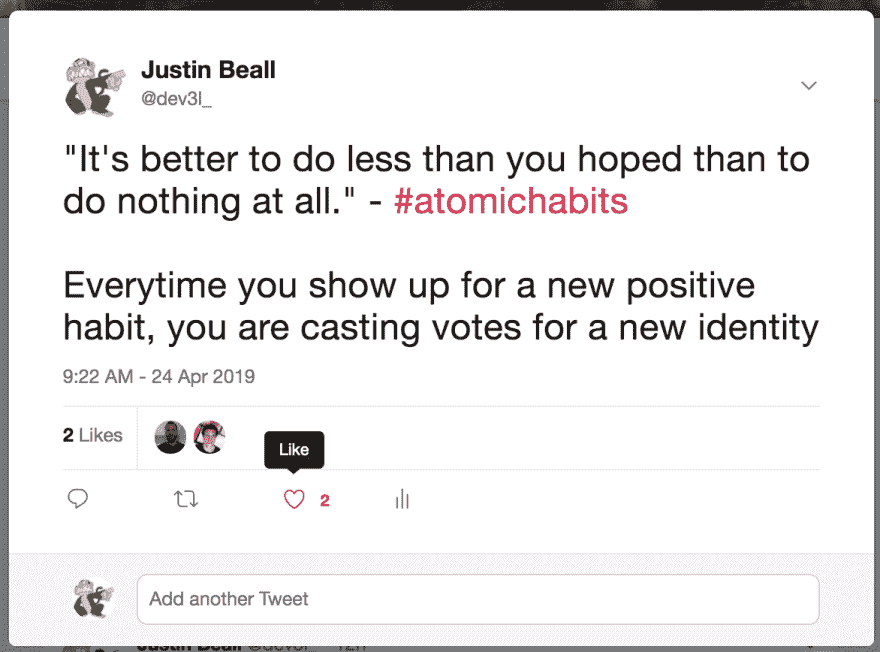 Justin Beall
@dev3l_
"It's better to do less than you hoped than to
do nothing at all." - #atomichabits
Everytime you show up for a new positive
habit, you are casting votes for a new identity
9:22 AM - 24 Apr 2019
2 Likes
Like
2
Add another Tweet